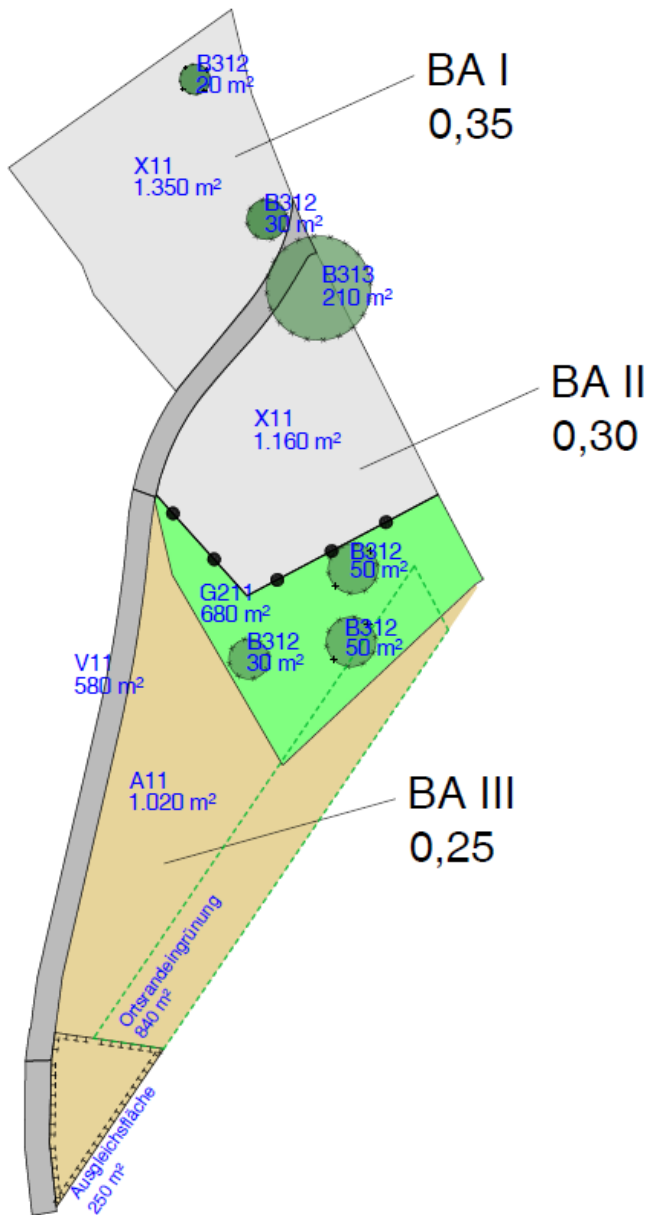 B312
20 m²
BA I
0,35
X11
1.350 m²
B312
30 m²
B313
210 m²
BA II
0,30
X11
1.160 m²
B312
50 m²
G211
680 m²
B312
50 m²
B312
30 m²
V11
580 m²
A11
1.020 m²
BA III
0,25
Ortsrandeingrünung
840 m²
Ausgleichsfläche
250 m²